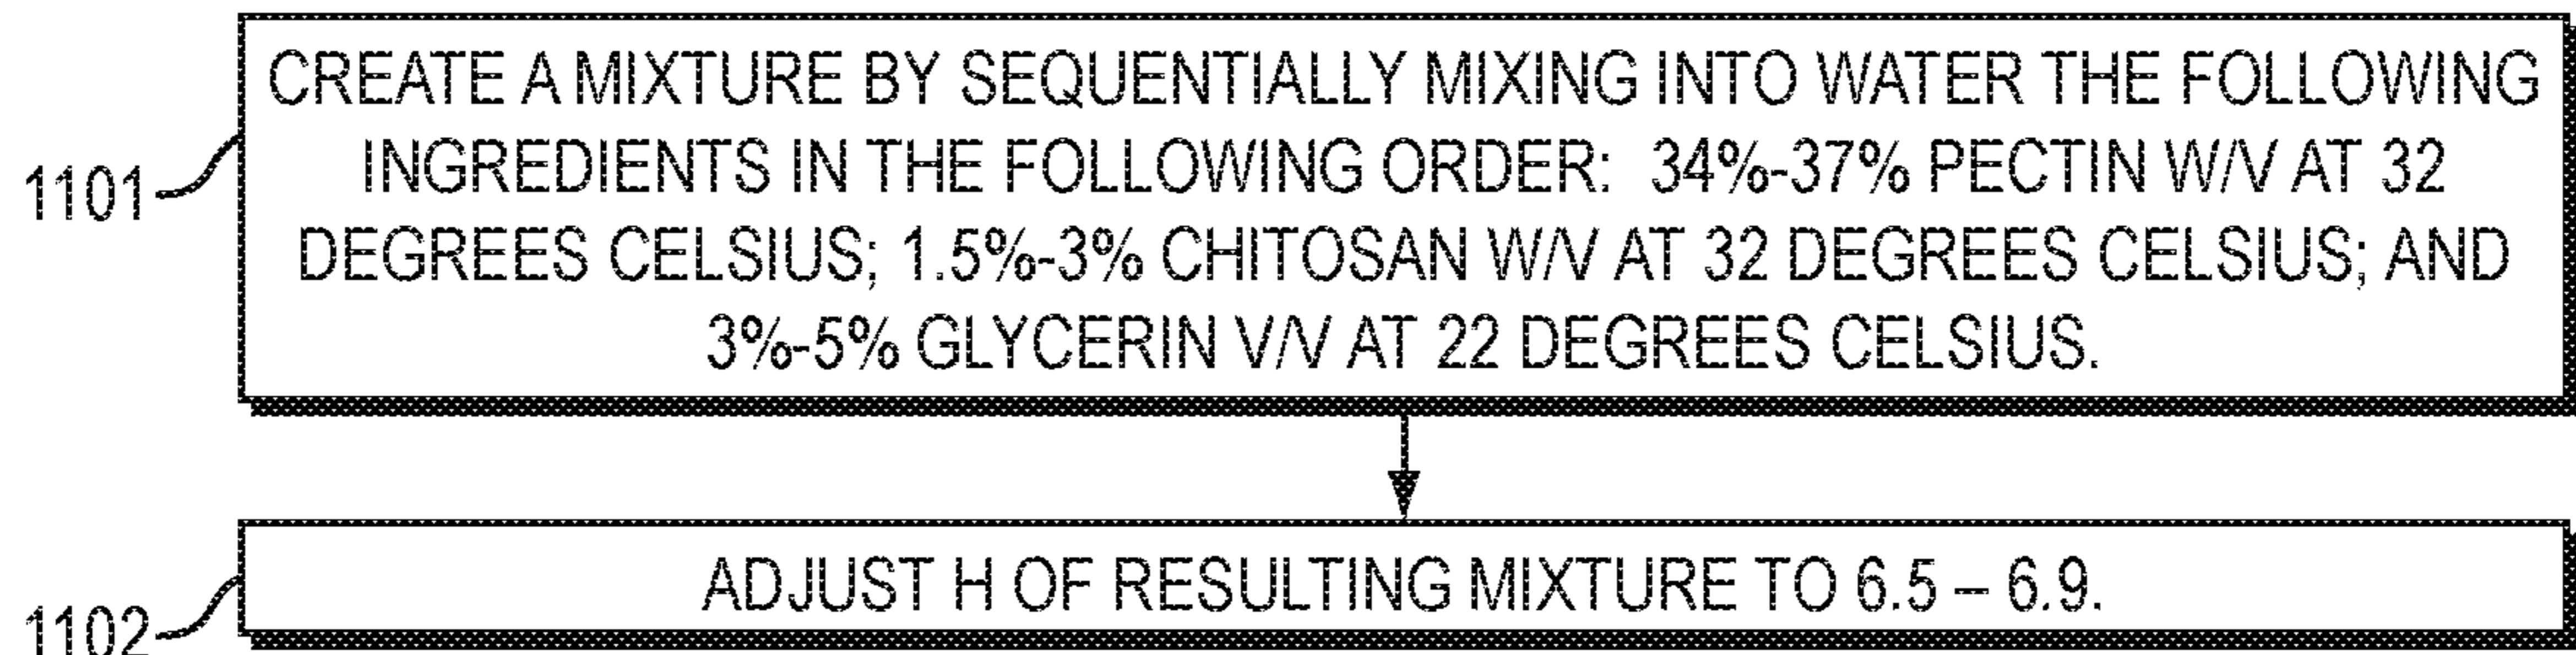 CREATE A MIXTURE BY SEQUENTIALLY MIXING INTO WATER THE FOLLOWING
1101 INGREDIENTS IN THE FOLLOWING ORDER: 34%-37% PECTIN W/V AT 32
DEGREES CELSIUS; 1.5%-3% CHITOSAN W/V AT 32 DEGREES CELSIUS; AND
3%-5% GLYCERIN V/V AT 22 DEGREES CELSIUS.
1102 ADJUST H OF RESULTING MIXTURE TO 6.5 – 6.9.